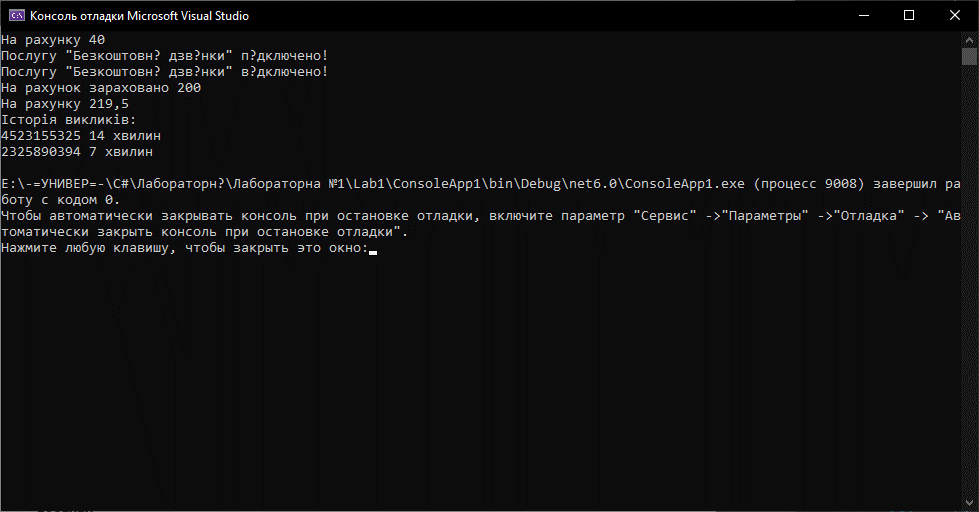 Консоль отладки Microsoft Visual Studio
На рахунку 40
Послугу "Безкоштовн? дзв?нки" п?дключено!
Послугу "Безкоштовн? дзв?нки" в?дключено!
На рахунок зараховано 200
На рахунку 219,5
Історія викликів:
4523155325 14 хвилин
2325890394 7 хвилин
E:\-=УНИВЕР=-\C#\Лабораторн?\Лабораторна №1\Lab1\ConsoleApp1\bin\Debug\net6.0\ConsoleApp1.exe (процесс 9008) завершил ра
боту с кодом 0.
Чтобы автоматически закрывать консоль при остановке отладки, включите параметр "Сервис" ->"Параметры" ->"Отладка" -> "Ав
томатически закрыть консоль при остановке отладки".
Нажмите любую клавишу, чтобы закрыть это окно: